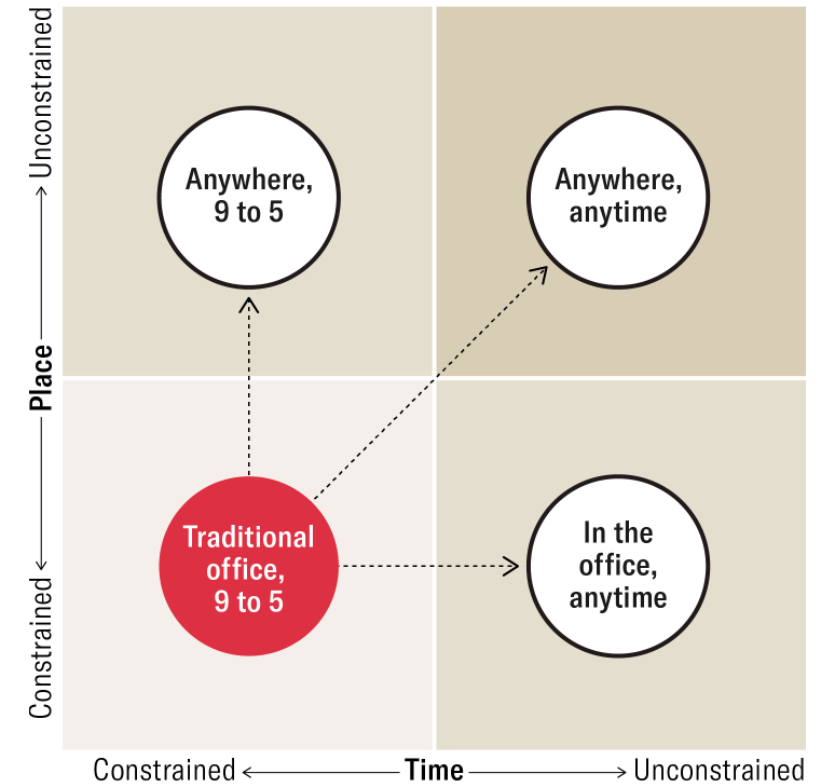 Unconstrained
Place
Constrained
Anywhere,
9 to 5
Anywhere,
anytime
Traditional
office,
9 to 5
In the
office,
anytime
Constrained
Time
Unconstrained